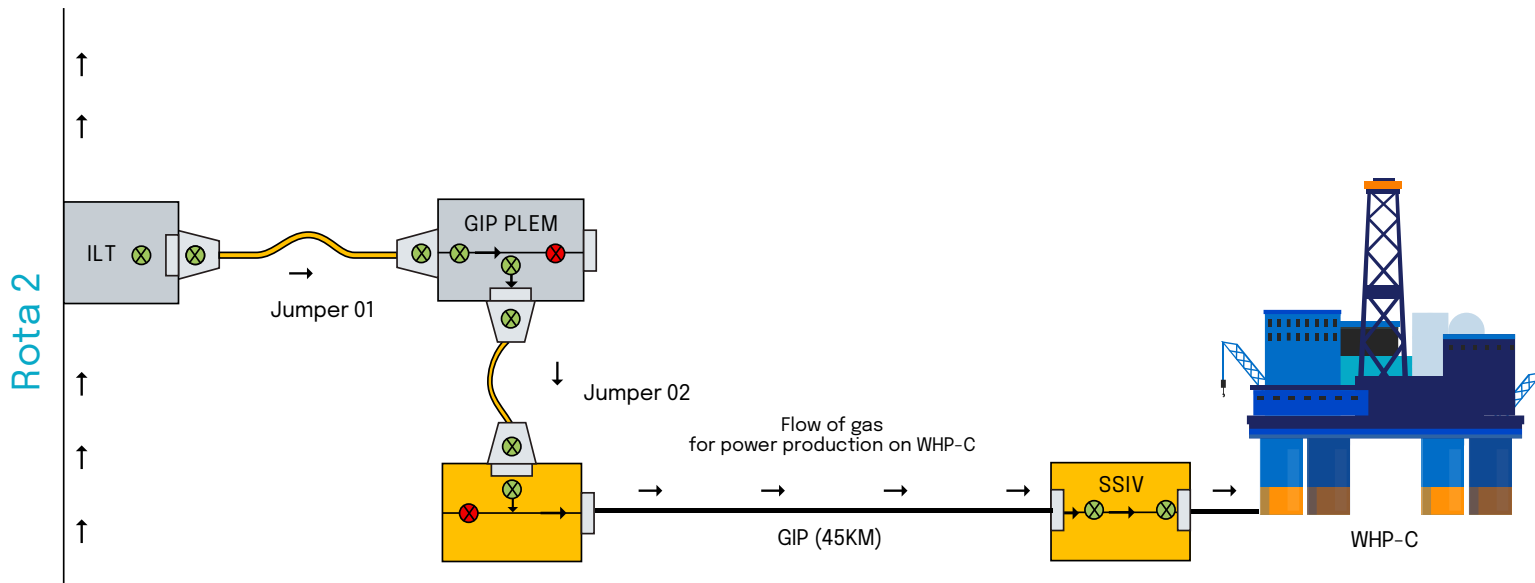 Rota 2
ILT
Jumper 01
GIP PLEM
Jumper 02
Flow of gas
for power production on WHP-C
GIP (45KM)
SSIV
WHP-C